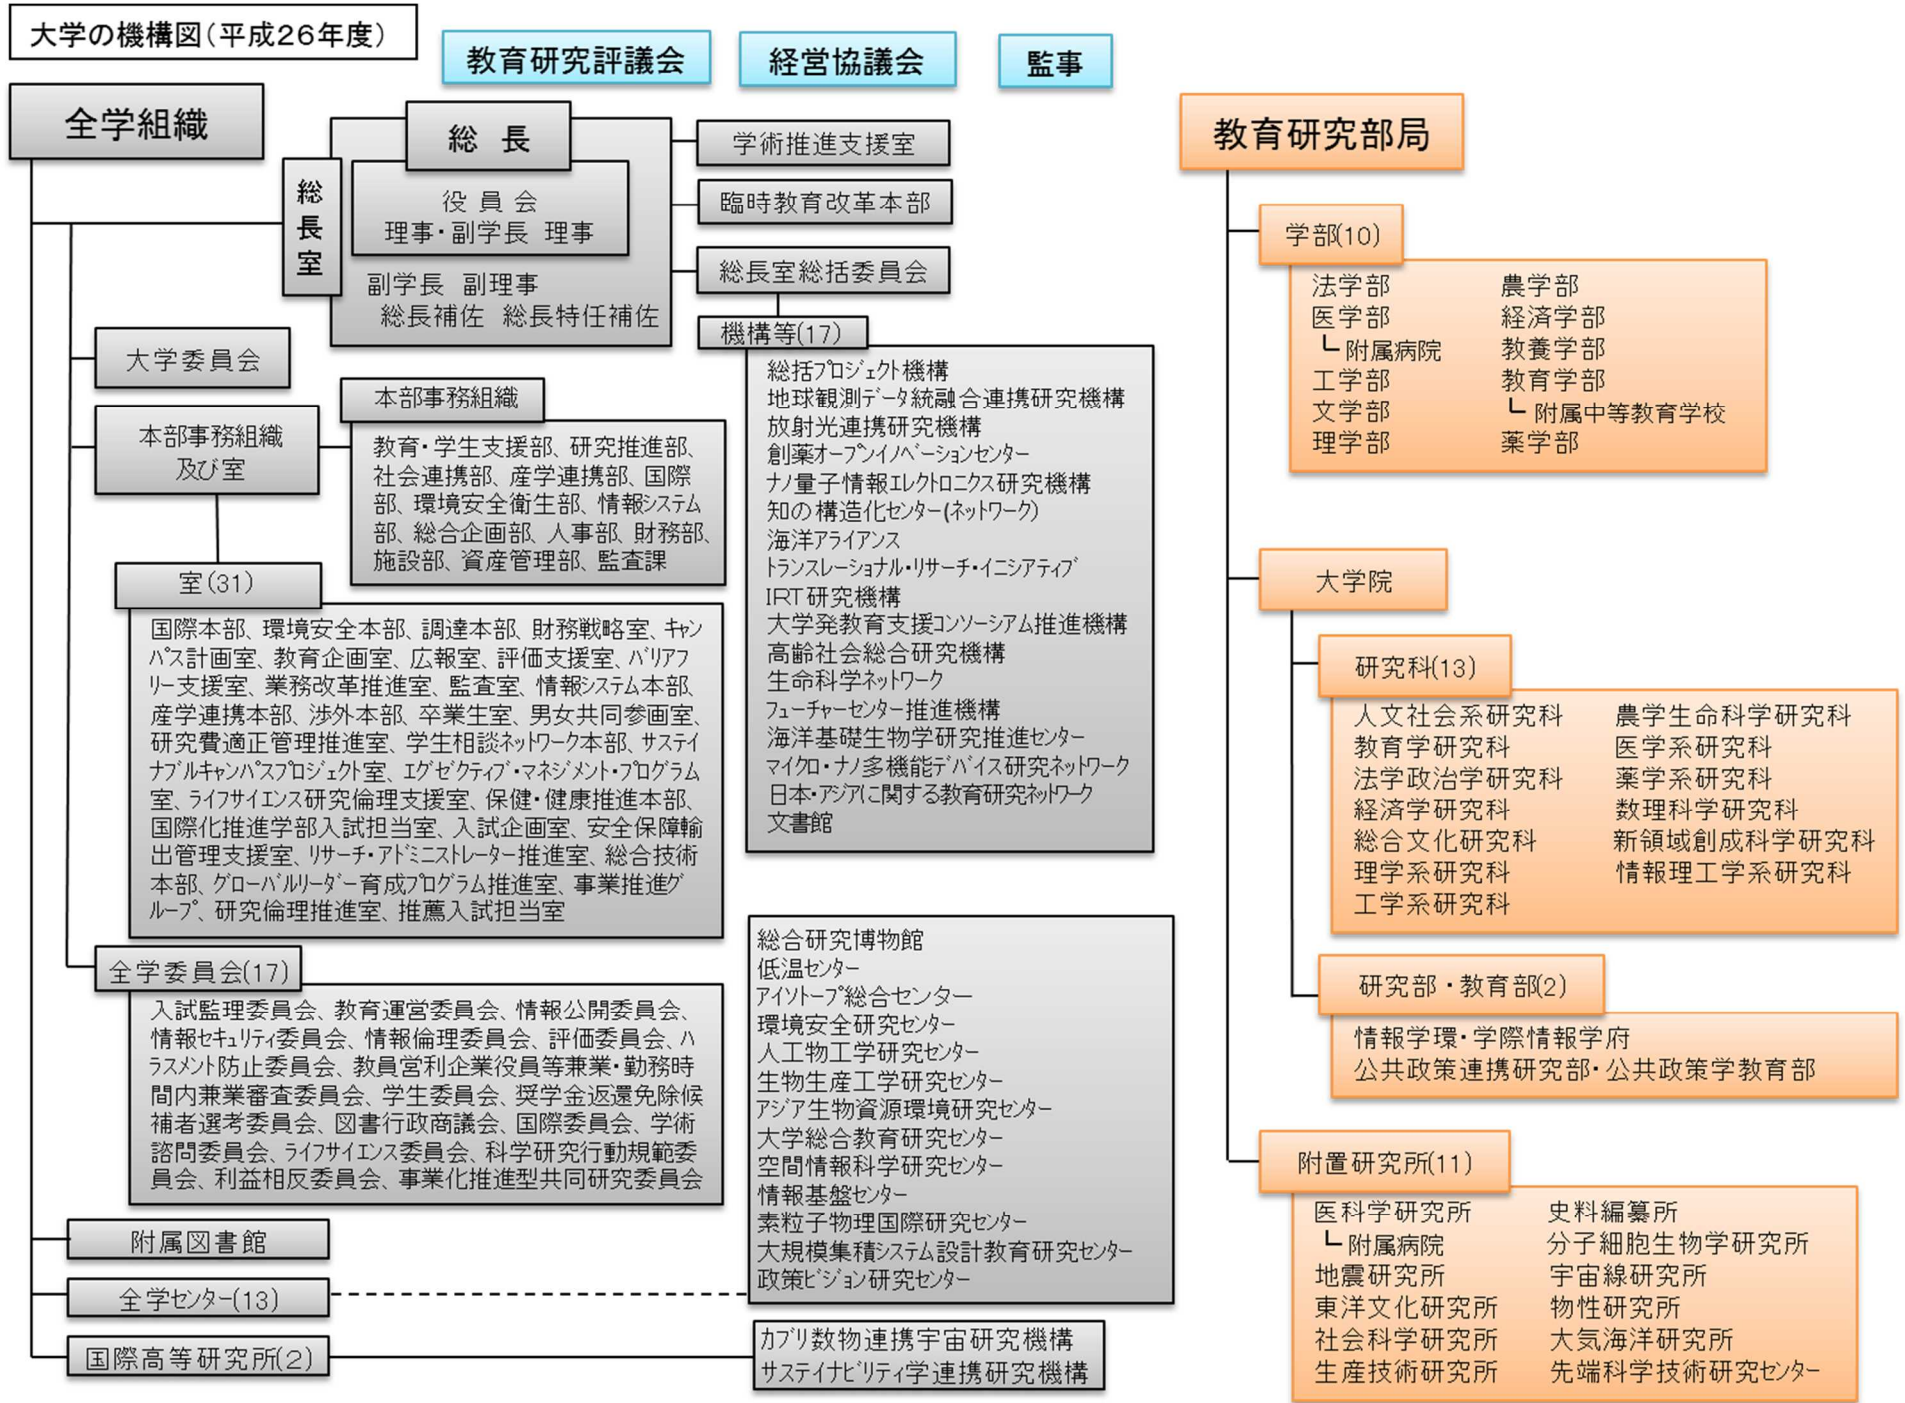 大学の機構図(平成26年度)
教育研究評議会
経営協議会
監事
全学組織
総長室
総 長
役員会
理事・副学長 理事
副学長 副理事
総長補佐 総長特任補佐
学術推進支援室
臨時教育改革本部
総長室総括委員会
機構等(17)
総括プロジェクト機構
地球観測データ統融合連携研究機構
放射光連携研究機構
創薬オープンイノベーションセンター
ナノ量子情報エレクトロニクス研究機構
知の構造化センター(ネットワーク)
海洋アライアンス
トランスレーショナル・リサーチ・イニシアティブ
IRT研究機構
大学発教育支援コンソーシアム推進機構
高齢社会総合研究機構
生命科学ネットワーク
フューチャーセンター推進機構
海洋基礎生物学研究推進センター
マイクロ・ナノ多機能デバイス研究ネットワーク
日本・アジアに関する教育研究ネットワーク
文書館
大学委員会
本部事務組織
及び室
本部事務組織
教育・学生支援部、研究推進部、
社会連携部、産学連携部、国際
部、環境安全衛生部、情報システム
部、総合企画部、人事部、財務部、
施設部、資産管理部、監査課
室(31)
国際本部、環境安全本部、調達本部、財務戦略室、キャン
パス計画室、教育企画室、広報室、評価支援室、バリアフ
リー支援室、業務改革推進室、監査室、情報システム本部、
産学連携本部、渉外本部、卒業生室、男女共同参画室、
研究費適正管理推進室、学生相談ネットワーク本部、サステイ
ナブルキャンパスプロジェクト室、エグゼクティブ・マネジメント・プログラム
室、ライフサイエンス研究倫理支援室、保健・健康推進本部、
国際化推進学部入試担当室、入試企画室、安全保障輸
出管理支援室、リサーチ・アドミニストレーター推進室、総合技術
本部、グローバルリーダー育成プログラム推進室、事業推進グ
ループ、研究倫理推進室、推薦入試担当室
全学委員会(17)
入試監理委員会、教育運営委員会、情報公開委員会、
情報セキュリティ委員会、情報倫理委員会、評価委員会、ハ
ラスメント防止委員会、教員営利企業役員等兼業・勤務時
間内兼業審査委員会、学生委員会、奨学金返還免除候
補者選考委員会、図書行政商議会、国際委員会、学術
諮問委員会、ライフサイエンス委員会、科学研究行動規範委
員会、利益相反委員会、事業化推進型共同研究委員会
附属図書館
全学センター(13)
総合研究博物館
低温センター
アイソトープ総合センター
環境安全研究センター
人工物工学研究センター
生物生産工学研究センター
アジア生物資源環境研究センター
大学総合教育研究センター
空間情報科学研究センター
情報基盤センター
素粒子物理国際研究センター
大規模集積システム設計教育研究センター
政策ビジョン研究センター
国際高等研究所(2)
カブリ数物連携宇宙研究機構
サステイナビリティ学連携研究機構
教育研究部局
学部(10)
法学部
医学部
附属病院
工学部
文学部
理学部
農学部
経済学部
教養学部
教育学部
附属中等教育学校
薬学部
大学院
研究科(13)
人文社会系研究科
教育学研究科
法学政治学研究科
経済学研究科
総合文化研究科
理学系研究科
工学系研究科
農学生命科学研究科
医学系研究科
薬学系研究科
数理科学研究科
新領域創成科学研究科
情報理工学系研究科
研究部・教育部(2)
情報学環・学際情報学府
公共政策連携研究部・公共政策学教育部
附置研究所(11)
医科学研究所
附属病院
地震研究所
東洋文化研究所
社会科学研究所
生産技術研究所
史料編纂所
分子細胞生物学研究所
宇宙線研究所
物性研究所
大気海洋研究所
先端科学技術研究センター